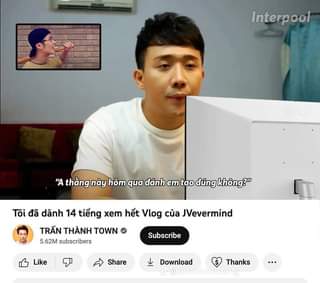 Interpool
"A thằng này hôm qua đánh em tao đúng không?"
Tôi đã dành 14 tiếng xem hết Vlog của JVevermind
TRẤN THÀNH TOWN
5.62M subscribers
Subscribe
Like
Share
Download
Thanks